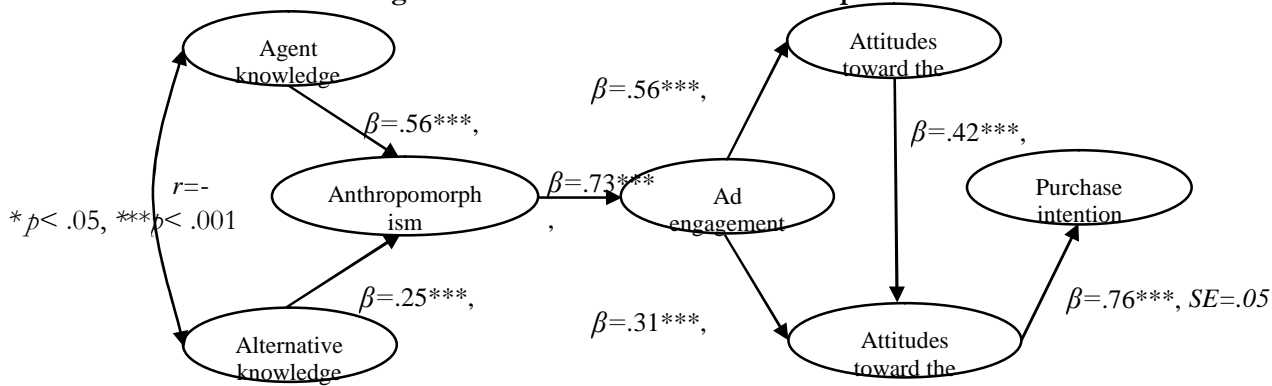 Agent
knowledge
Attitudes
toward the
β=.56***,
β=.56***,
β=.42***,
r=-
* p< .05, ***p< .001
Anthropomorph
ism
β=.73***
,
Ad
engagement
Purchase
intention
β=.25***,
β=.31***,
β=.76***, SE=.05
Alternative
knowledge
Attitudes
toward the